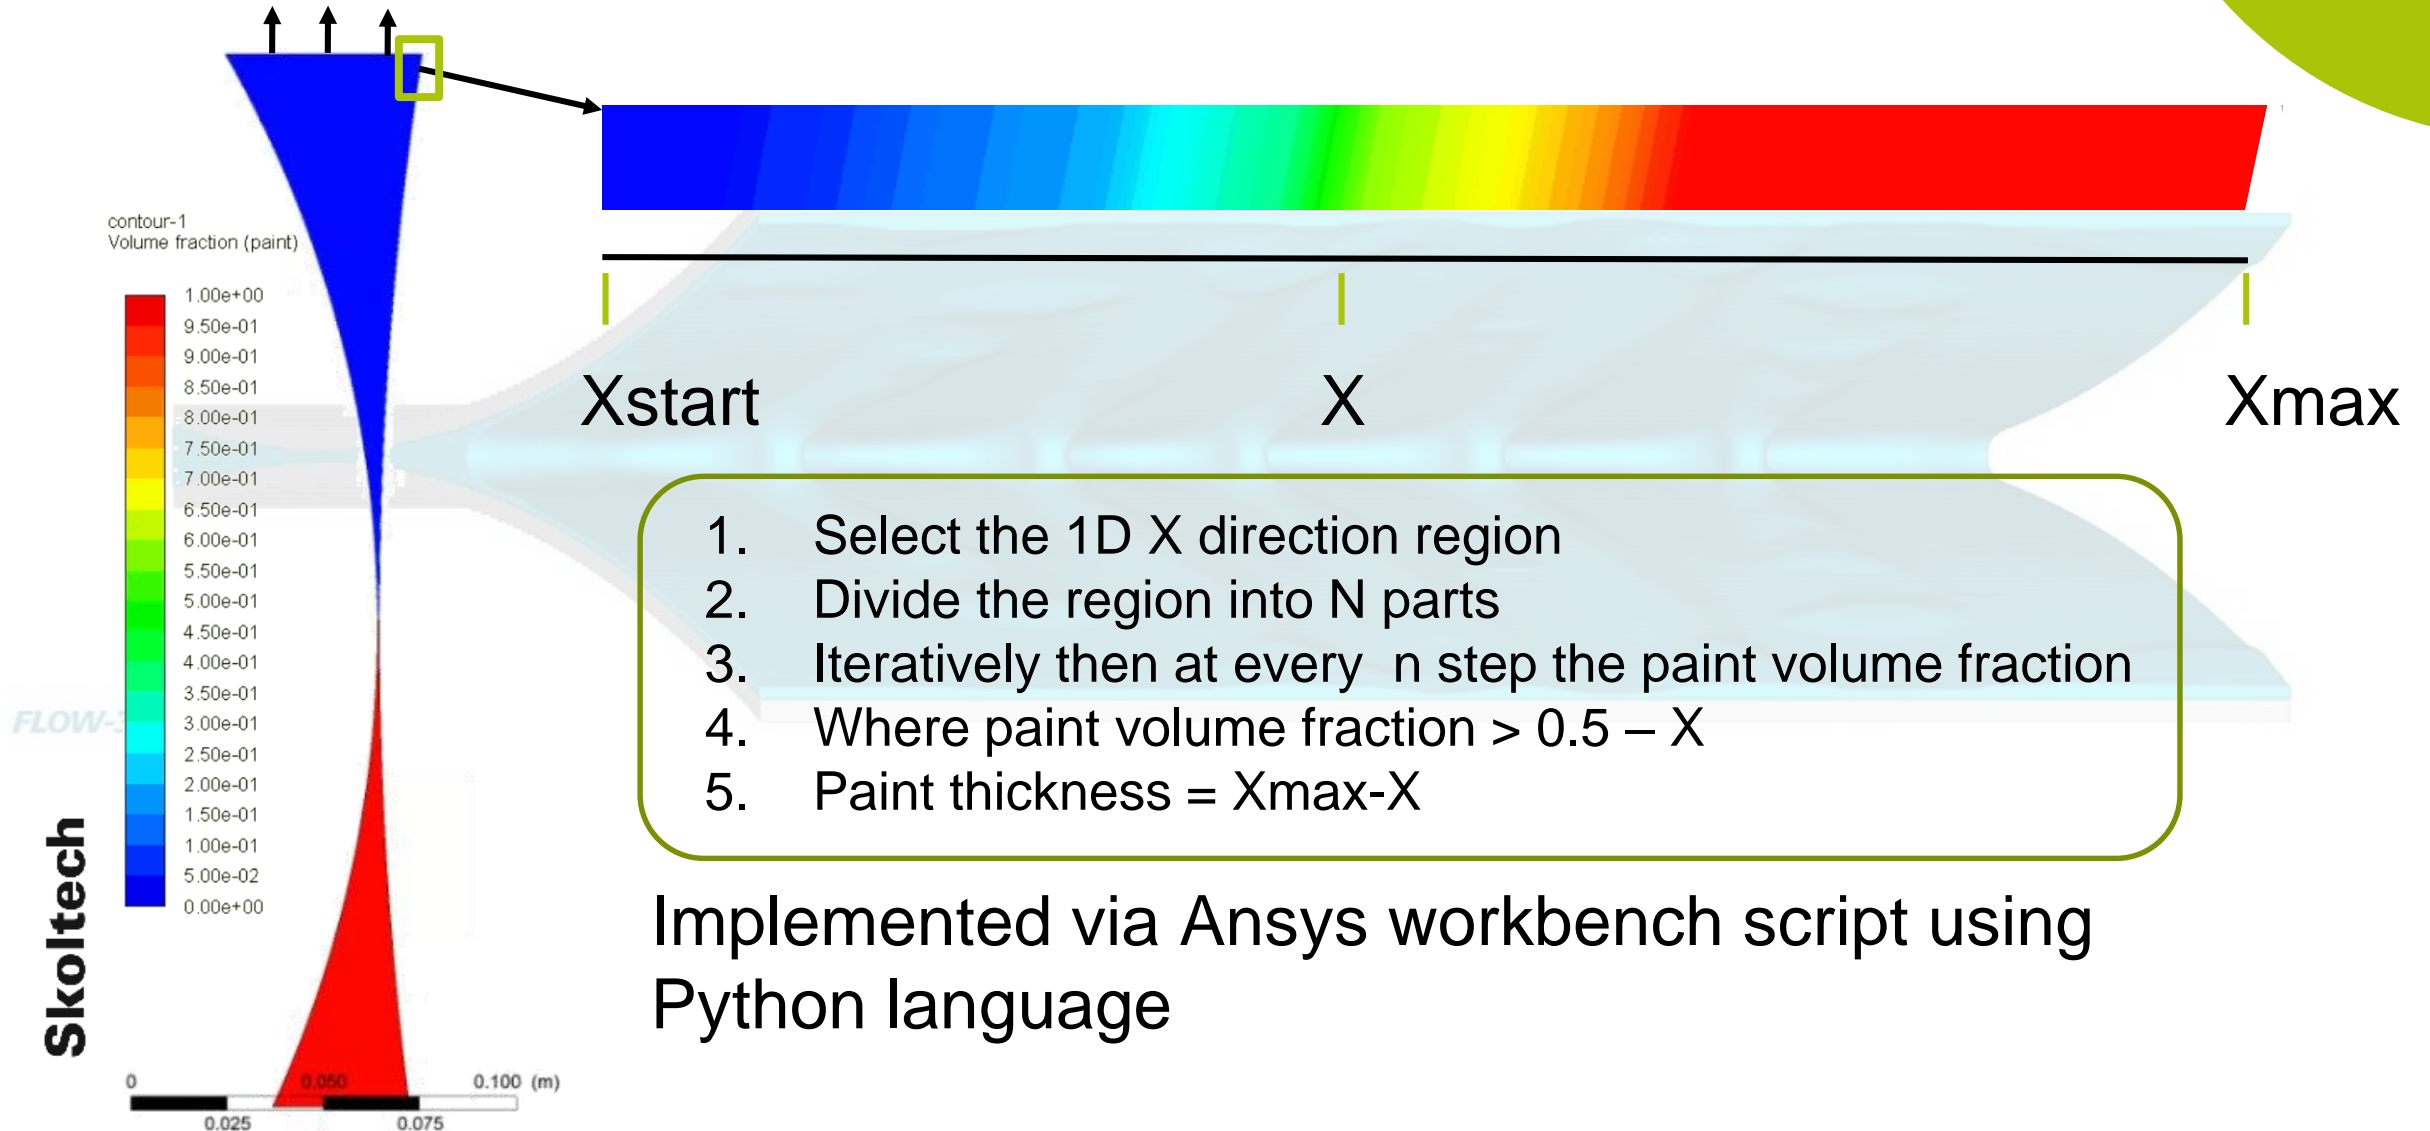 contour-1
Volume fraction (paint)
1.00e+00
9.50e-01
9.00e-01
8.50e-01
8.00e-01
7.50e-01
7.00e-01
6.50e-01
6.00e-01
5.50e-01
5.00e-01
4.50e-01
4.00e-01
3.50e-01
3.00e-01
2.50e-01
2.00e-01
1.50e-01
1.00e-01
5.00e-02
0.00e+00
FLOW-3
Skoltech
0 0.050 0.100 (m)
0.025 0.075
Xstart X Xmax
1. Select the 1D X direction region
2. Divide the region into N parts
3. Iteratively then at every n step the paint volume fraction
4. Where paint volume fraction > 0.5 – X
5. Paint thickness = Xmax-X
Implemented via Ansys workbench script using
Python language